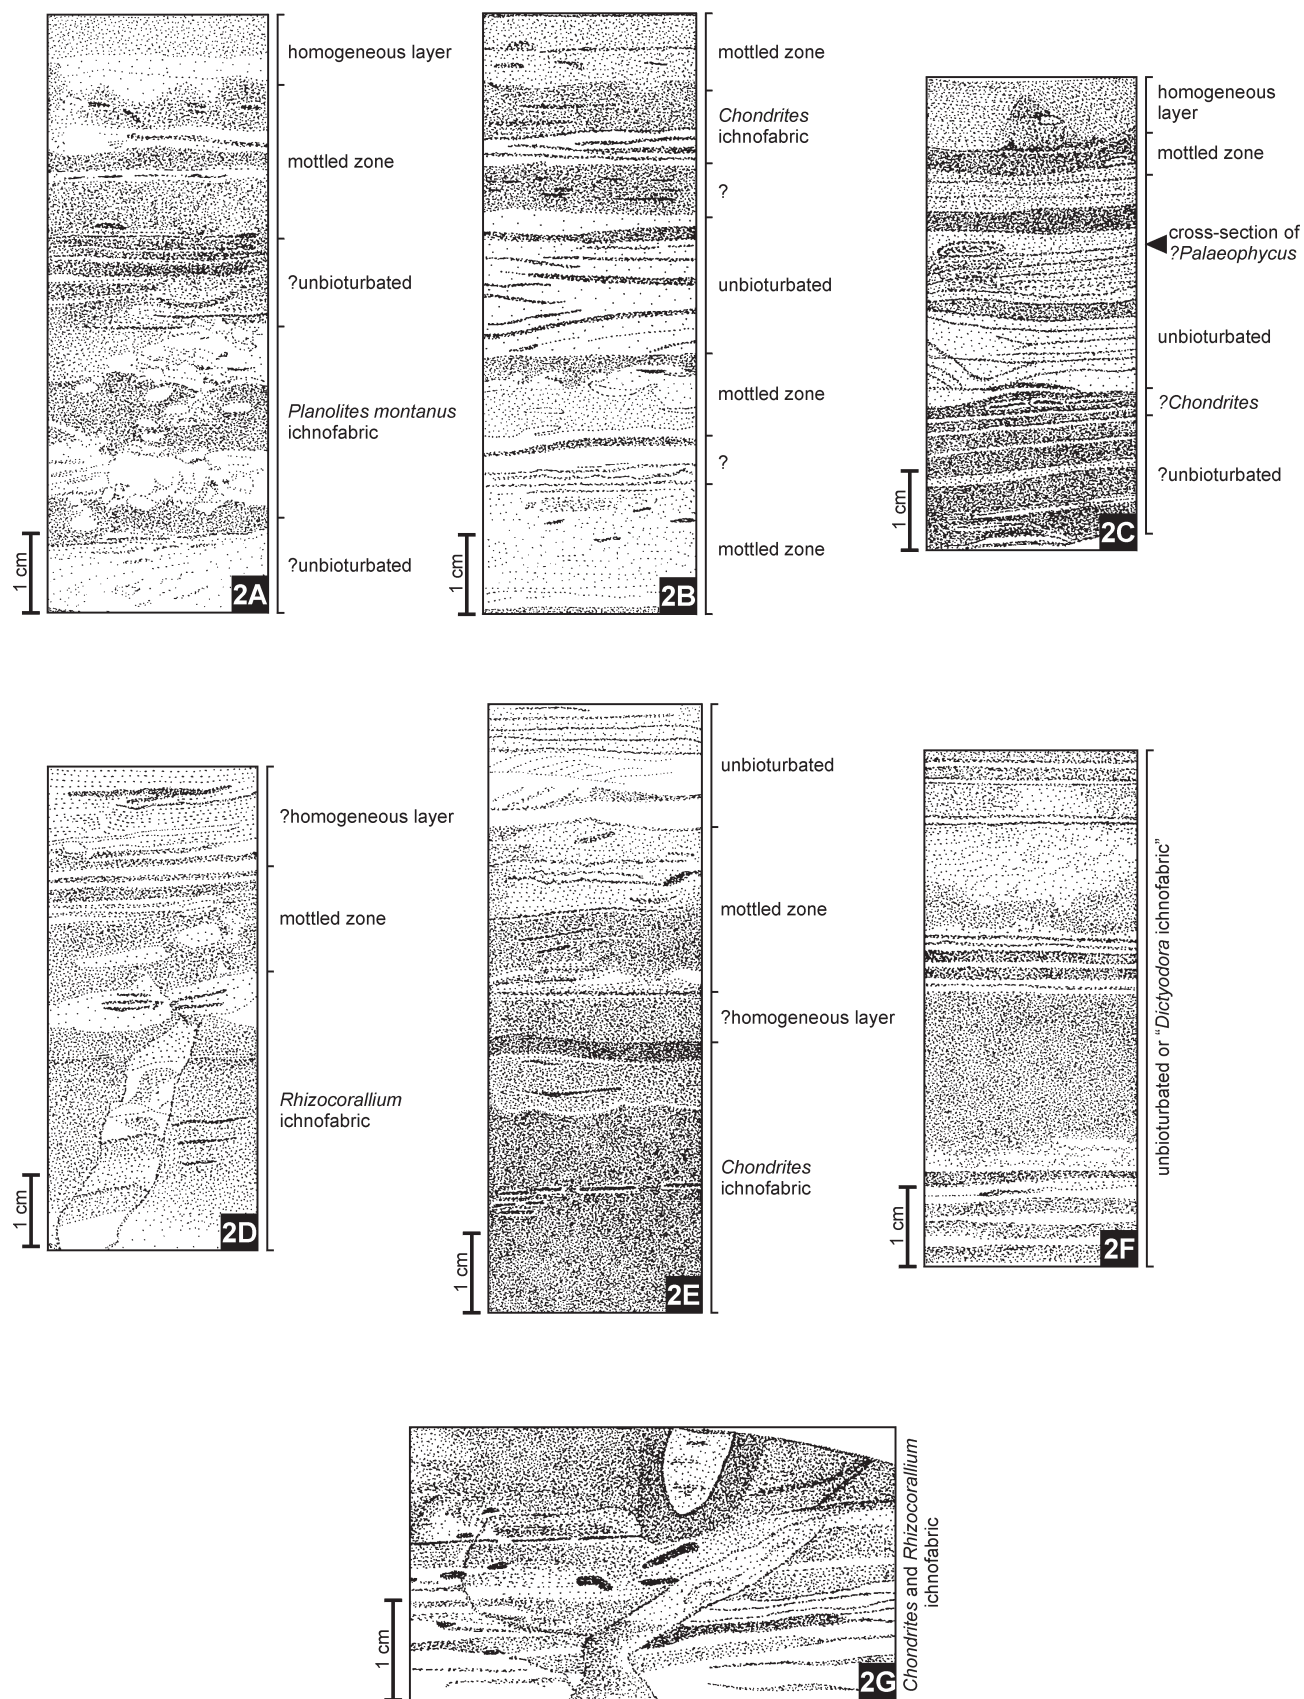 homogeneous layer
mottled zone
?unbioturbated
Planolites montanus
ichnofabric
?unbioturbated
1 cm
2A
mottled zone
Chondrites
ichnofabric
?
unbioturbated
mottled zone
?
mottled zone
1 cm
2B
homogeneous
layer
mottled zone
cross-section of
?Palaeophycus
unbioturbated
?Chondrites
?unbioturbated
1 cm
2C
?homogeneous layer
mottled zone
Rhizocorallium
ichnofabric
1 cm
2D
unbioturbated
mottled zone
?homogeneous layer
Chondrites
ichnofabric
1 cm
2E
unbioturbated or “Dictyodora ichnofabric”
1 cm
2F
Chondrites and Rhizocorallium
ichnofabric
1 cm
2G